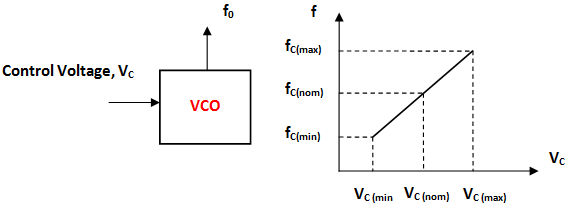 f0
Control Voltage, VC
VCO
f
fC(max)
fC(nom)
fC(min)
VC
VC (min
VC (nom)
VC (max)